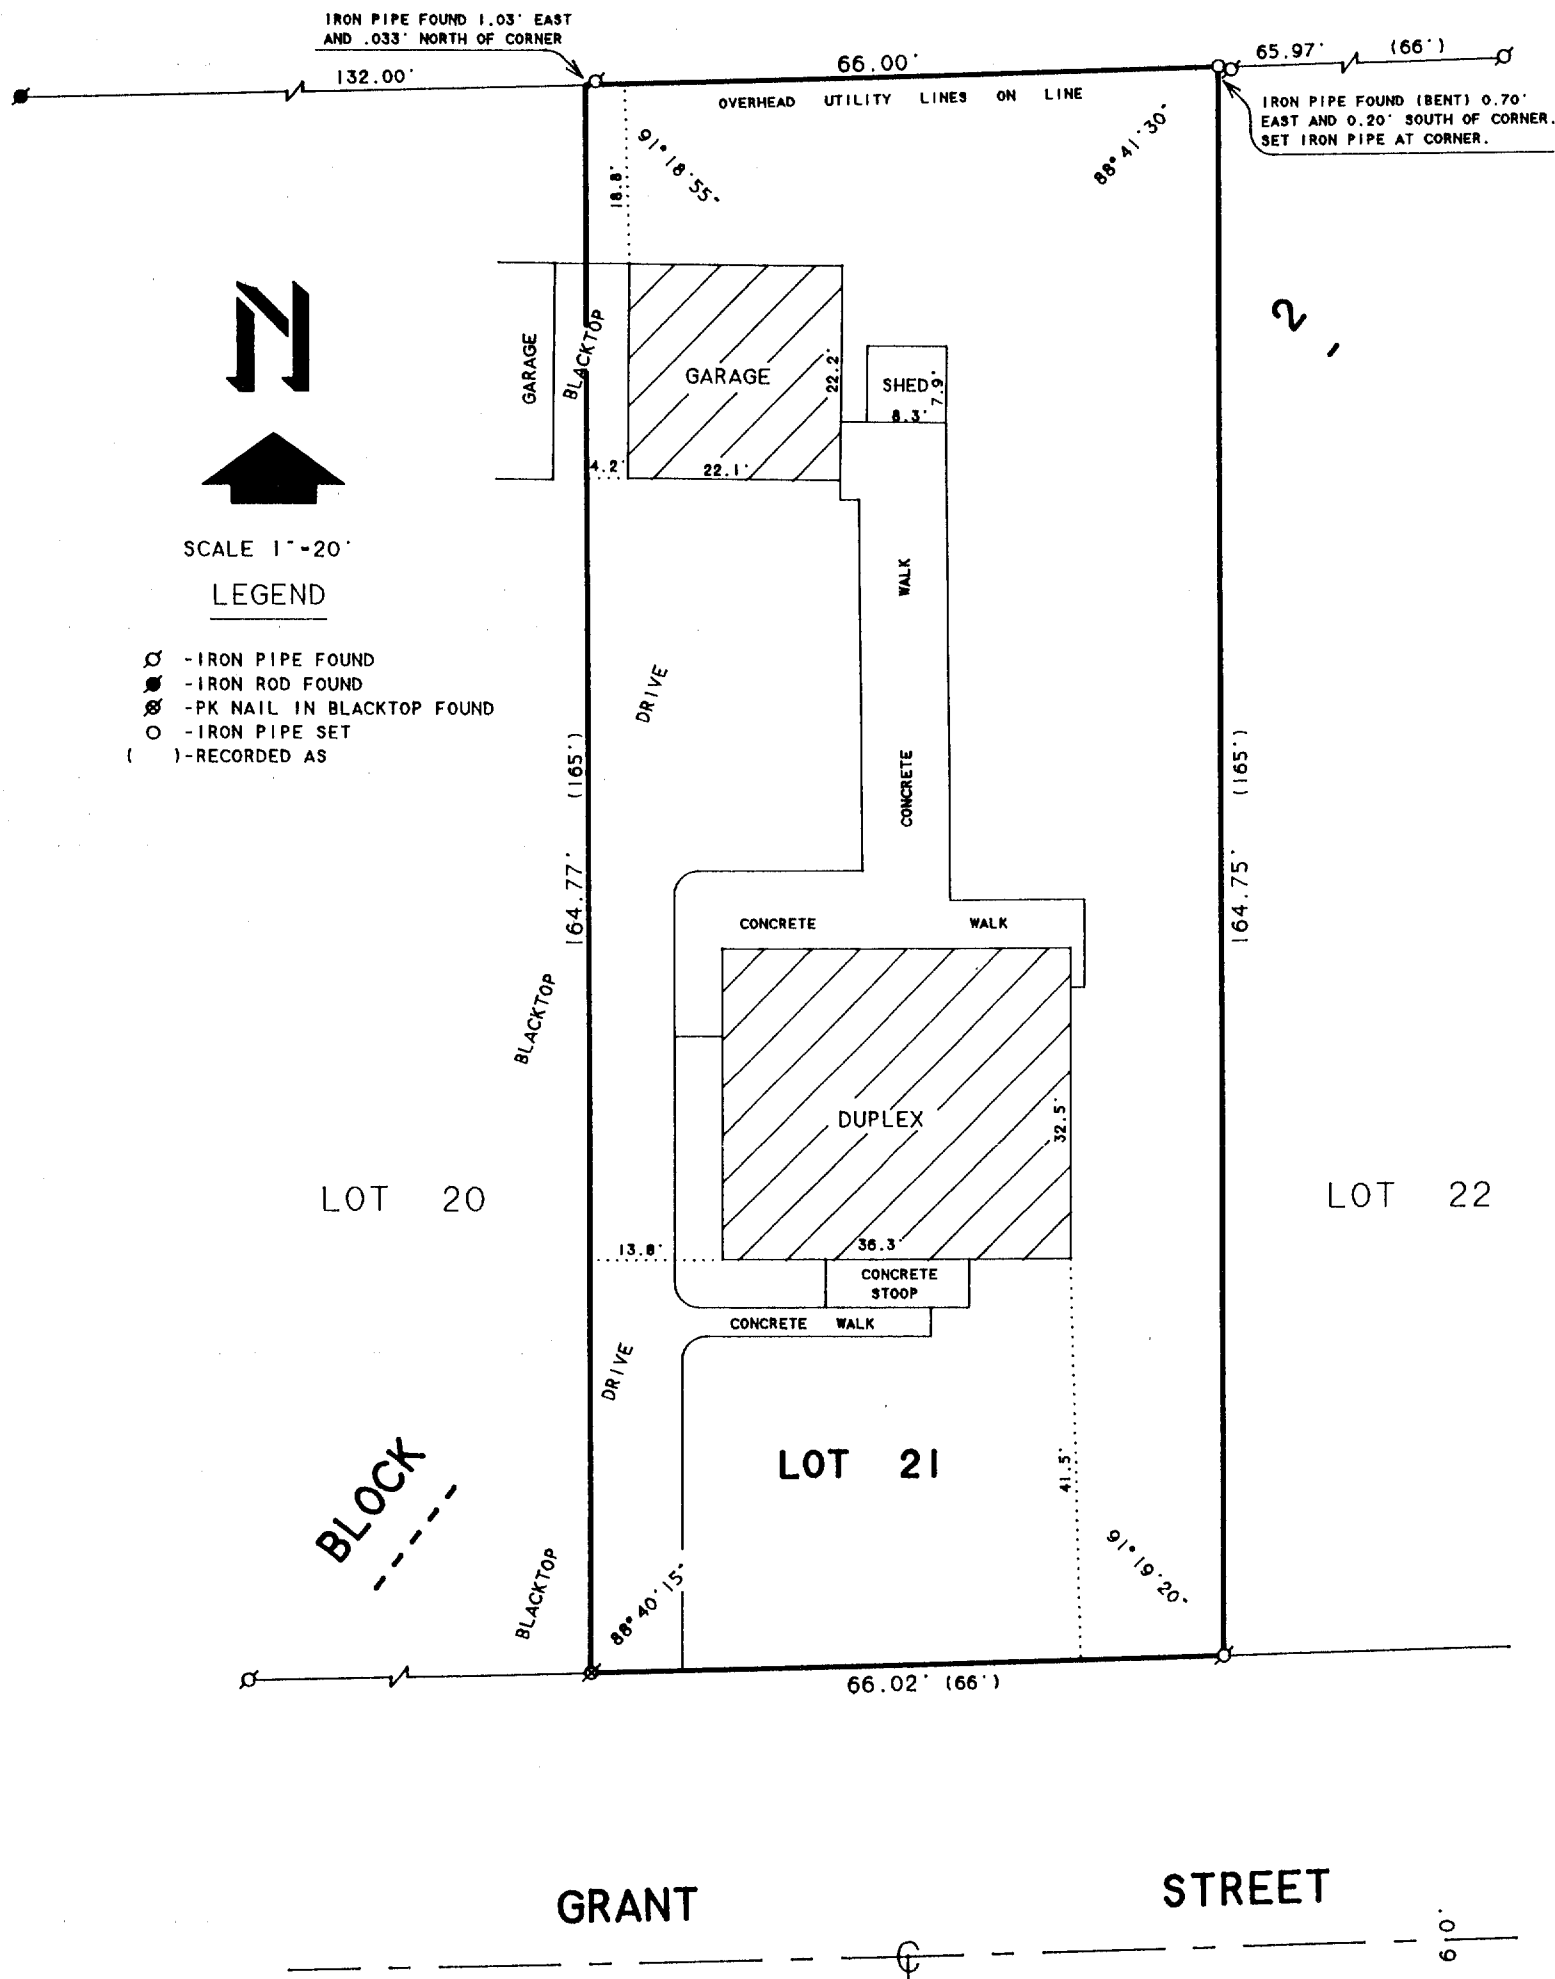 IRON PIPE FOUND 1.03' EAST
AND .033' NORTH OF CORNER
132.00'
66.00'
65.97' (66')
OVERHEAD UTILITY LINES ON LINE
IRON PIPE FOUND (BENT) 0.70'
EAST AND 0.20' SOUTH OF CORNER.
SET IRON PIPE AT CORNER.
91°18'55"
88°41'30"
18.8'
N
2,
GARAGE
BLACKTOP
GARAGE
22.2'
SHED
7.9'
8.3'
4.2'
22.1'
SCALE 1"-20'
LEGEND
-IRON PIPE FOUND
-IRON ROD FOUND
-PK NAIL IN BLACKTOP FOUND
-IRON PIPE SET
( )-RECORDED AS
WALK
CONCRETE
DRIVE
164.77' (165')
164.75' (165')
CONCRETE WALK
BLACKTOP
DUPLEX
32.5'
LOT 20
LOT 22
13.8'
36.3'
CONCRETE
STOOP
CONCRETE WALK
DRIVE
LOT 21
41.5'
BLOCK
BLACKTOP
88°40'15"
91°19'20"
66.02' (66')
GRANT STREET